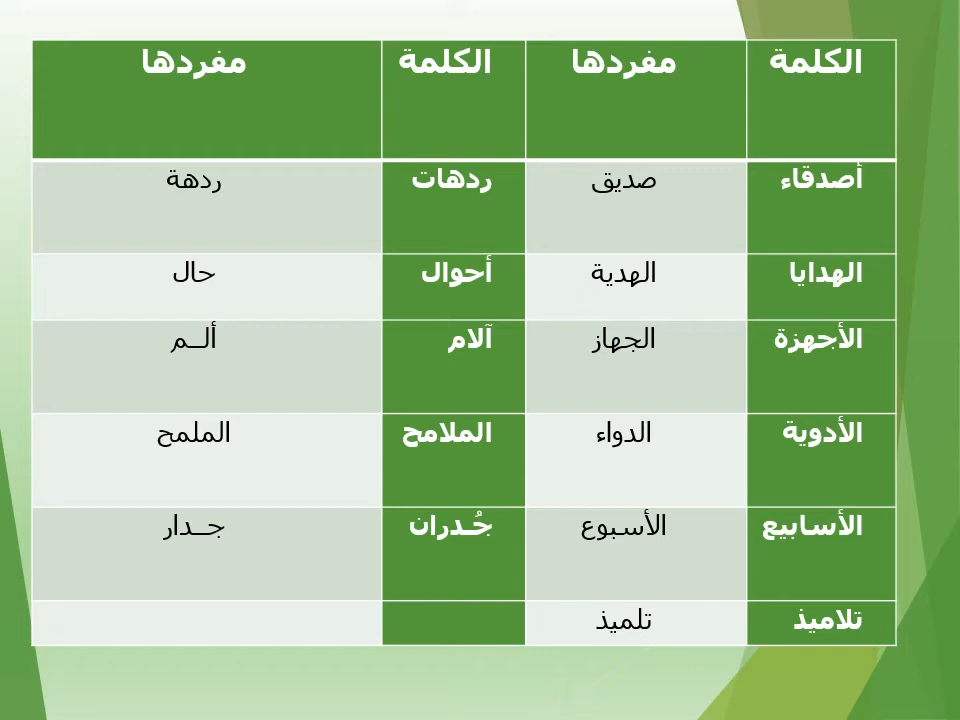 الكلمة مفردها الكلمة مفردها
أصدقاء صديق ردهات ردهة
الهدايا الهدية أحوال حال
الأجهزة الجهاز آلام ألــم
الأدوية الدواء الملامح الملمح
الأسابيع الأسبوع جُـدران جــدار
تلاميذ تلميذ